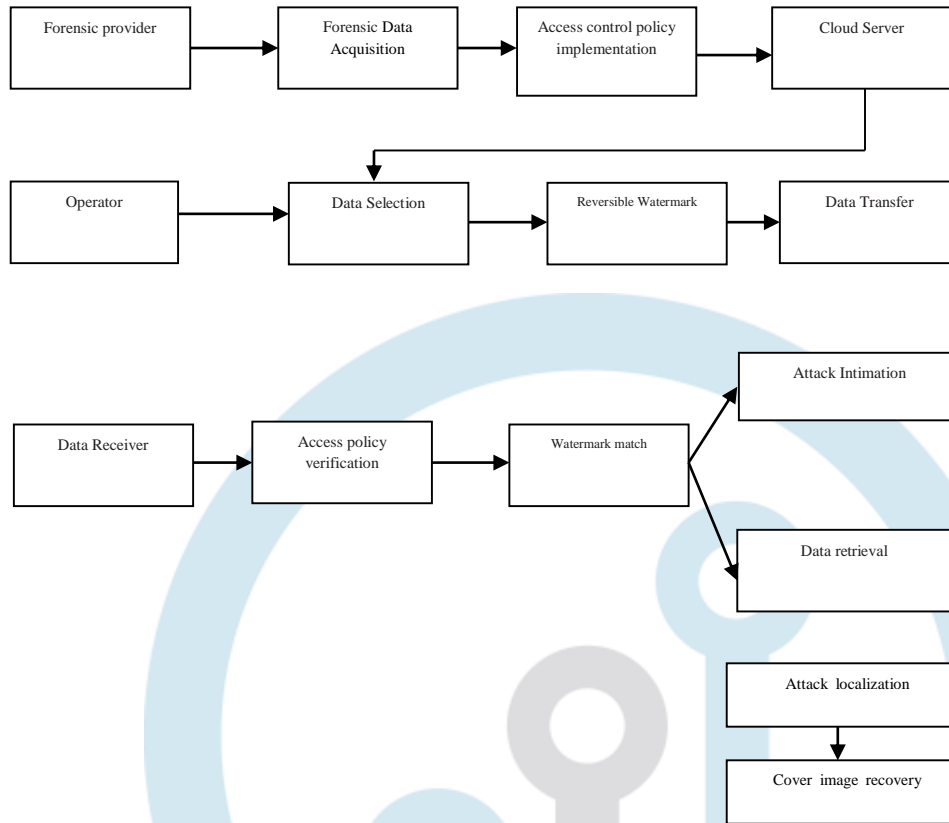 Forensic provider
Forensic Data
Acquisition
Access control policy
implementation
Cloud Server
Operator
Data Selection
Reversible Watermark
Data Transfer
Data Receiver
Access policy
verification
Watermark match
Attack Intimation
Data retrieval
Attack localization
Cover image recovery